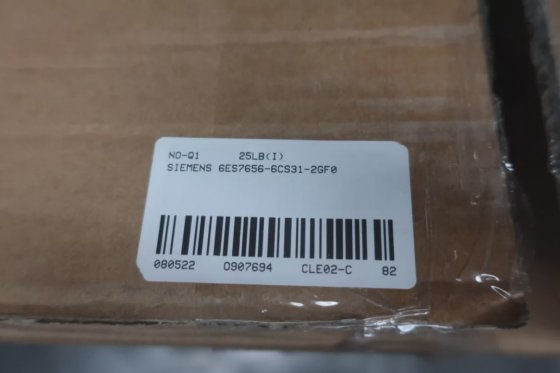 NO-Q1 25LB(I)
SIEMENS 6ES7656-6CS31-2GF0
080522 0907694 CLE02-C 82